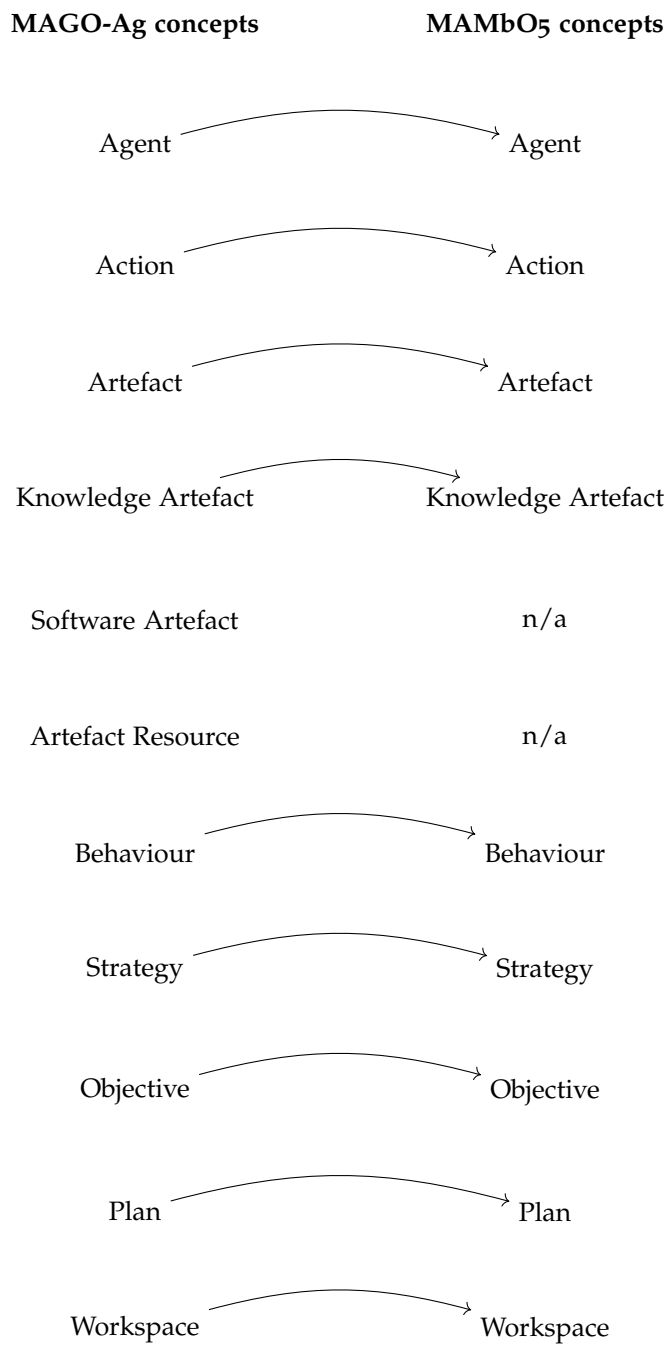 MAGO-Ag concepts MAMbO5 concepts
Agent Agent
Action Action
Artefact Artefact
Knowledge Artefact Knowledge Artefact
Software Artefact n/a
Artefact Resource n/a
Behaviour Behaviour
Strategy Strategy
Objective Objective
Plan Plan
Workspace Workspace